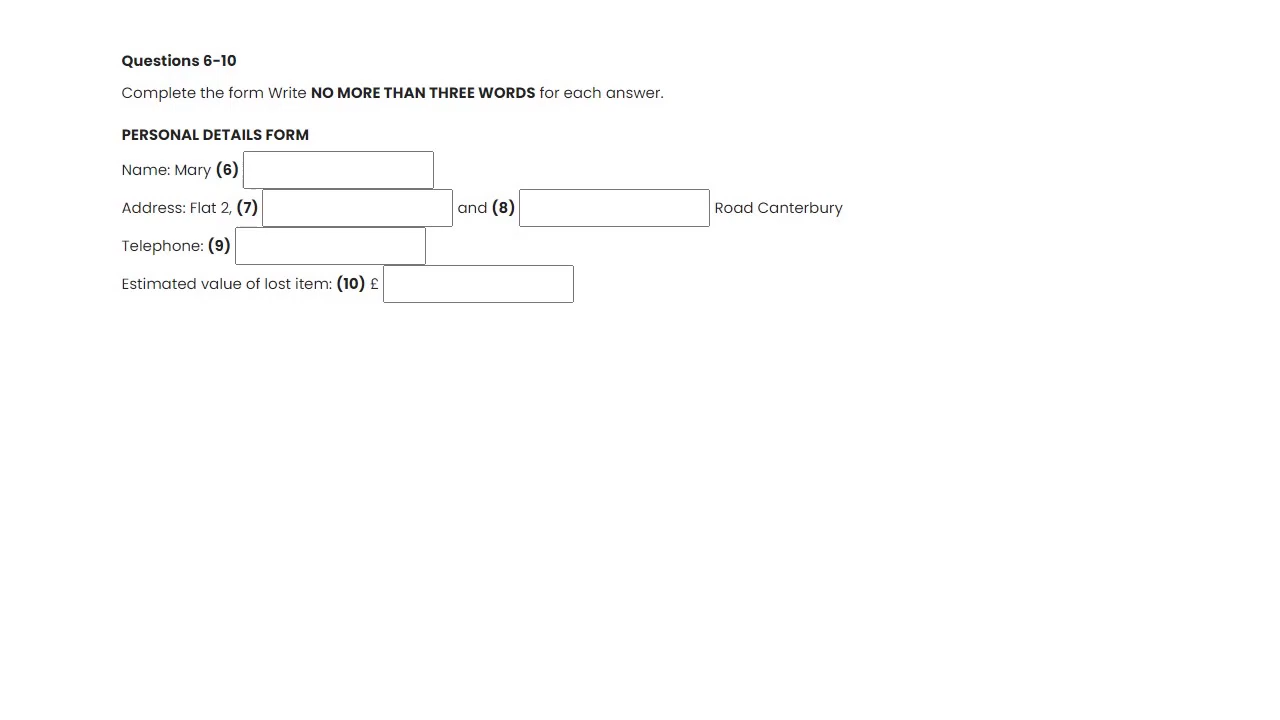 Questions 6-10
Complete the form Write NO MORE THAN THREE WORDS for each answer.
PERSONAL DETAILS FORM
Name: Mary (6)
Address: Flat 2, (7) and (8) Road Canterbury
Telephone: (9)
Estimated value of lost item: (10) £